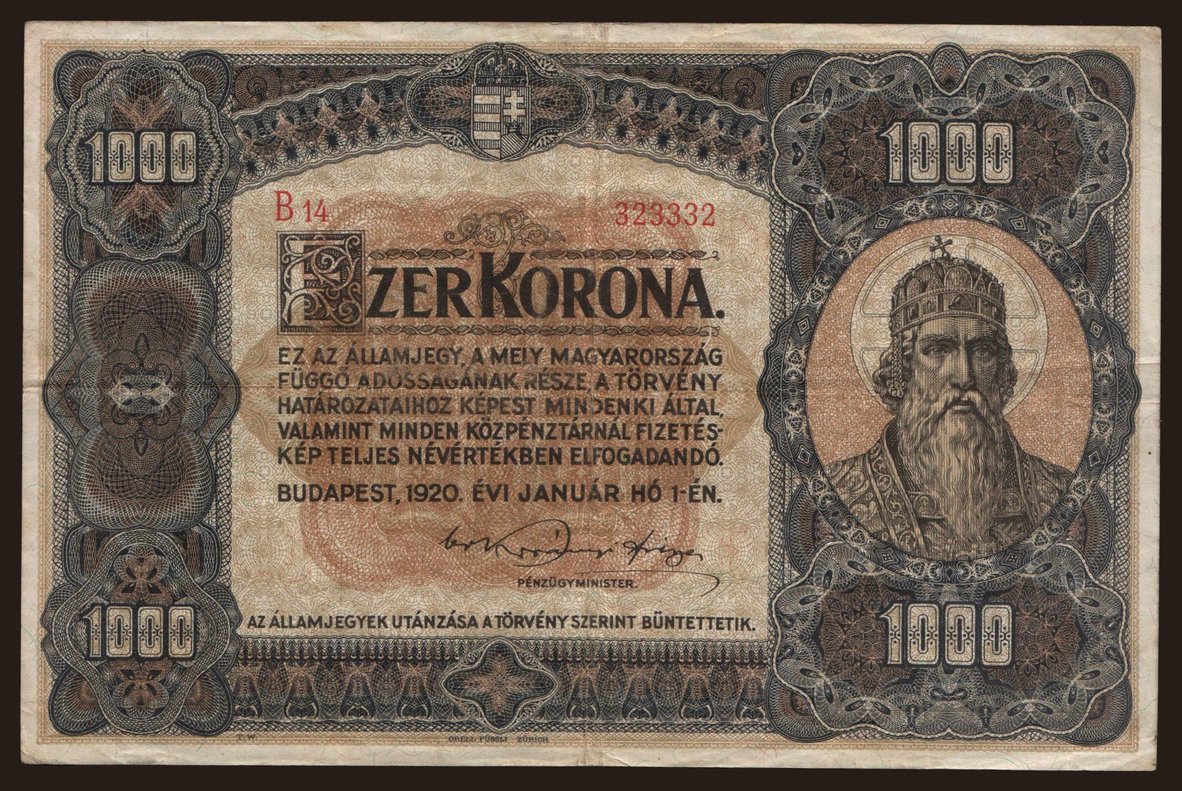 1000
1000
B 14
323332
EZER KORONA.
EZ AZ ÁLLAMJEGY, A MELY MAGYARORSZÁG
FÜGGŐ ADÓSSÁGÁNAK RÉSZE, A TÖRVÉNY
HATÁROZATAIHOZ KÉPEST MINDENKI ÁLTAL,
VALAMINT MINDEN KÖZPÉNZTÁRNÁL FIZETÉS-
KÉP TELJES NÉVÉRTÉKBEN ELFOGADANDÓ.
BUDAPEST, 1920. ÉVI JANUÁR HÓ 1-ÉN.
PÉNZÜGYMINISTER.
1000
1000
AZ ÁLLAMJEGYEK UTÁNZÁSA A TÖRVÉNY SZERINT BÜNTETTETIK.
T. W.
ORELL FÜSSLI ZÜRICH